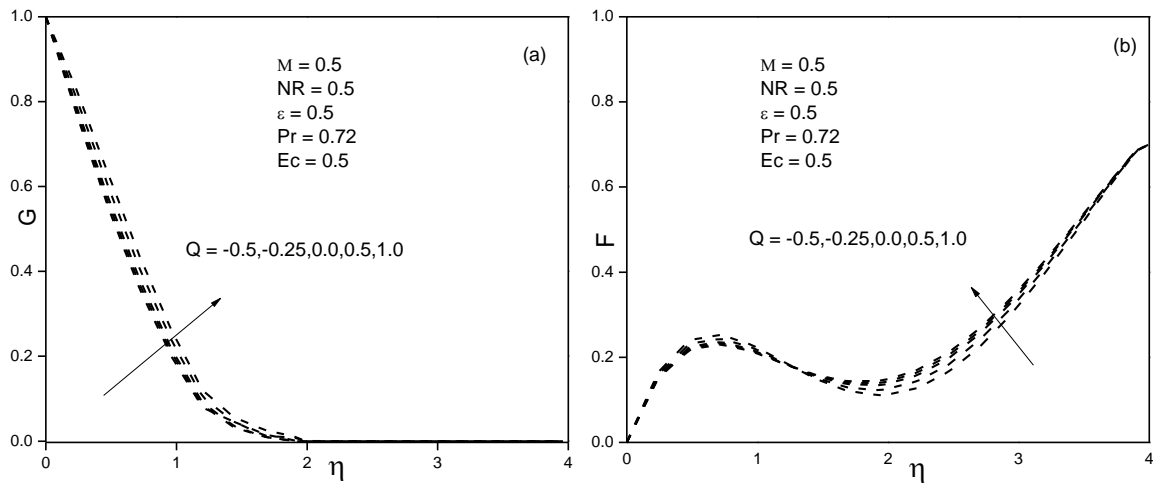 (a)
M = 0.5
NR = 0.5
ε = 0.5
Pr = 0.72
Ec = 0.5
Q = -0.5,-0.25,0.0,0.5,1.0
G
1.0
0.8
0.6
0.4
0.2
0.0
0 1 2 3 4
η
(b)
M = 0.5
NR = 0.5
ε = 0.5
Pr = 0.72
Ec = 0.5
Q = -0.5,-0.25,0.0,0.5,1.0
F
1.0
0.8
0.6
0.4
0.2
0.0
0 1 2 3 4
η